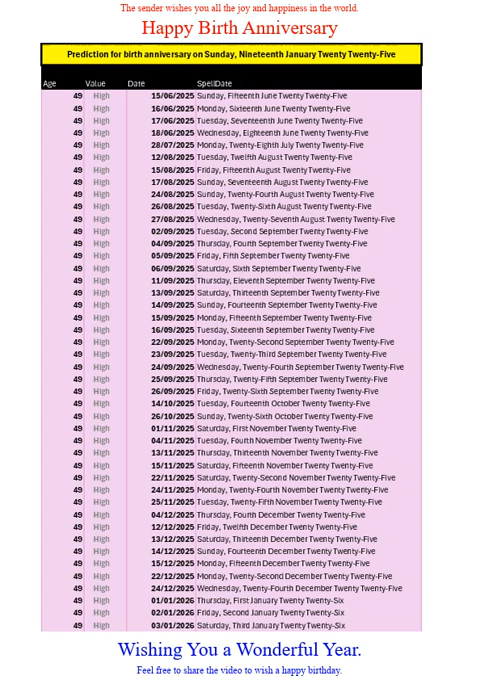 The sender wishes you all the joy and happiness in the world.
Happy Birth Anniversary
Prediction for birth anniversary on Sunday, Nineteenth January Twenty Twenty-Five
Age Value Date SpellDate
49 High 15/06/2025 Sunday, Fifteenth June Twenty Twenty-Five
49 High 16/06/2025 Monday, Sixteenth June Twenty Twenty-Five
49 High 17/06/2025 Tuesday, Seventeenth June Twenty Twenty-Five
49 High 18/06/2025 Wednesday, Eighteenth June Twenty Twenty-Five
49 High 28/07/2025 Monday, Twenty-Eighth July Twenty Twenty-Five
49 High 12/08/2025 Tuesday, Twelfth August Twenty Twenty-Five
49 High 15/08/2025 Friday, Fifteenth August Twenty Twenty-Five
49 High 17/08/2025 Sunday, Seventeenth August Twenty Twenty-Five
49 High 24/08/2025 Sunday, Twenty-Fourth August Twenty Twenty-Five
49 High 26/08/2025 Tuesday, Twenty-Sixth August Twenty Twenty-Five
49 High 27/08/2025 Wednesday, Twenty-Seventh August Twenty Twenty-Five
49 High 02/09/2025 Tuesday, Second September Twenty Twenty-Five
49 High 04/09/2025 Thursday, Fourth September Twenty Twenty-Five
49 High 05/09/2025 Friday, Fifth September Twenty Twenty-Five
49 High 06/09/2025 Saturday, Sixth September Twenty Twenty-Five
49 High 11/09/2025 Thursday, Eleventh September Twenty Twenty-Five
49 High 13/09/2025 Saturday, Thirteenth September Twenty Twenty-Five
49 High 14/09/2025 Sunday, Fourteenth September Twenty Twenty-Five
49 High 15/09/2025 Monday, Fifteenth September Twenty Twenty-Five
49 High 16/09/2025 Tuesday, Sixteenth September Twenty Twenty-Five
49 High 22/09/2025 Monday, Twenty-Second September Twenty Twenty-Five
49 High 23/09/2025 Tuesday, Twenty-Third September Twenty Twenty-Five
49 High 24/09/2025 Wednesday, Twenty-Fourth September Twenty Twenty-Five
49 High 25/09/2025 Thursday, Twenty-Fifth September Twenty Twenty-Five
49 High 26/09/2025 Friday, Twenty-Sixth September Twenty Twenty-Five
49 High 14/10/2025 Tuesday, Fourteenth October Twenty Twenty-Five
49 High 26/10/2025 Sunday, Twenty-Sixth October Twenty Twenty-Five
49 High 01/11/2025 Saturday, First November Twenty Twenty-Five
49 High 04/11/2025 Tuesday, Fourth November Twenty Twenty-Five
49 High 13/11/2025 Thursday, Thirteenth November Twenty Twenty-Five
49 High 15/11/2025 Saturday, Fifteenth November Twenty Twenty-Five
49 High 22/11/2025 Saturday, Twenty-Second November Twenty Twenty-Five
49 High 24/11/2025 Monday, Twenty-Fourth November Twenty Twenty-Five
49 High 25/11/2025 Tuesday, Twenty-Fifth November Twenty Twenty-Five
49 High 04/12/2025 Thursday, Fourth December Twenty Twenty-Five
49 High 12/12/2025 Friday, Twelfth December Twenty Twenty-Five
49 High 13/12/2025 Saturday, Thirteenth December Twenty Twenty-Five
49 High 14/12/2025 Sunday, Fourteenth December Twenty Twenty-Five
49 High 15/12/2025 Monday, Fifteenth December Twenty Twenty-Five
49 High 22/12/2025 Monday, Twenty-Second December Twenty Twenty-Five
49 High 24/12/2025 Wednesday, Twenty-Fourth December Twenty Twenty-Five
49 High 01/01/2026 Thursday, First January Twenty Twenty-Six
49 High 02/01/2026 Friday, Second January Twenty Twenty-Six
49 High 03/01/2026 Saturday, Third January Twenty Twenty-Six
Wishing You a Wonderful Year.
Feel free to share the video to wish a happy birthday.